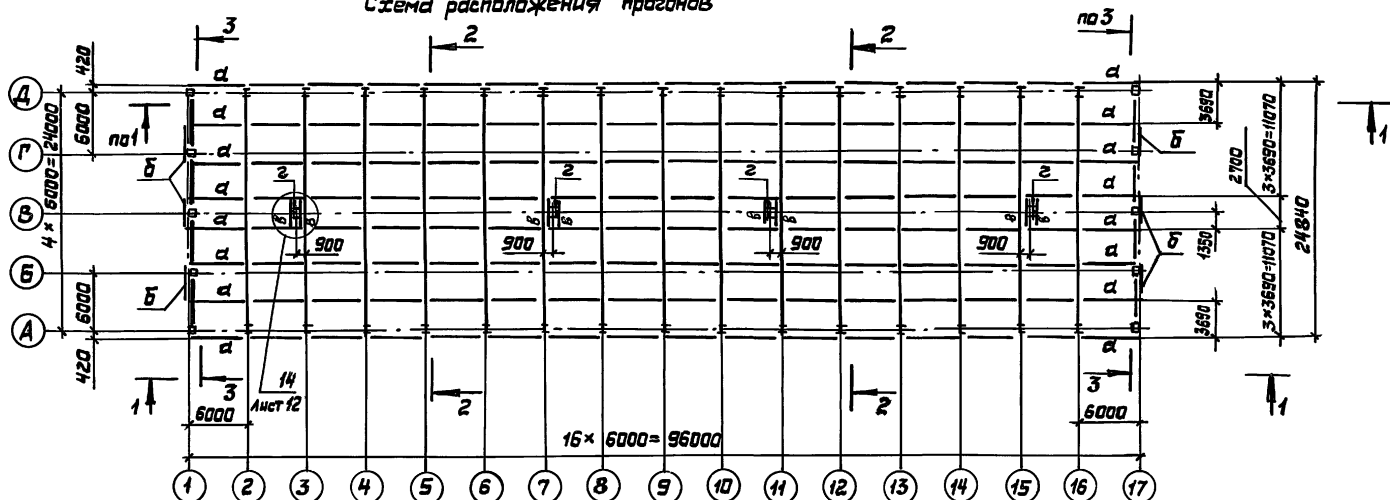 Схема расположения прогонов
3 2 2 по 3
420 d d
Д
по 1 6000 d d 3690 1
Г
4 × 6000 = 24000
б d d б 2700 3×3690=11070
г г г г
В
в в в в в в в в
d d 1350 24840
900 900 900 900
б
Б
б d d
6000 3690 3×3690=11070
А
420 d d
14
Лист 12
1 3 2 2 3 1
6000 6000
16 × 6000 = 96000
1 2 3 4 5 6 7 8 9 10 11 12 13 14 15 16 17